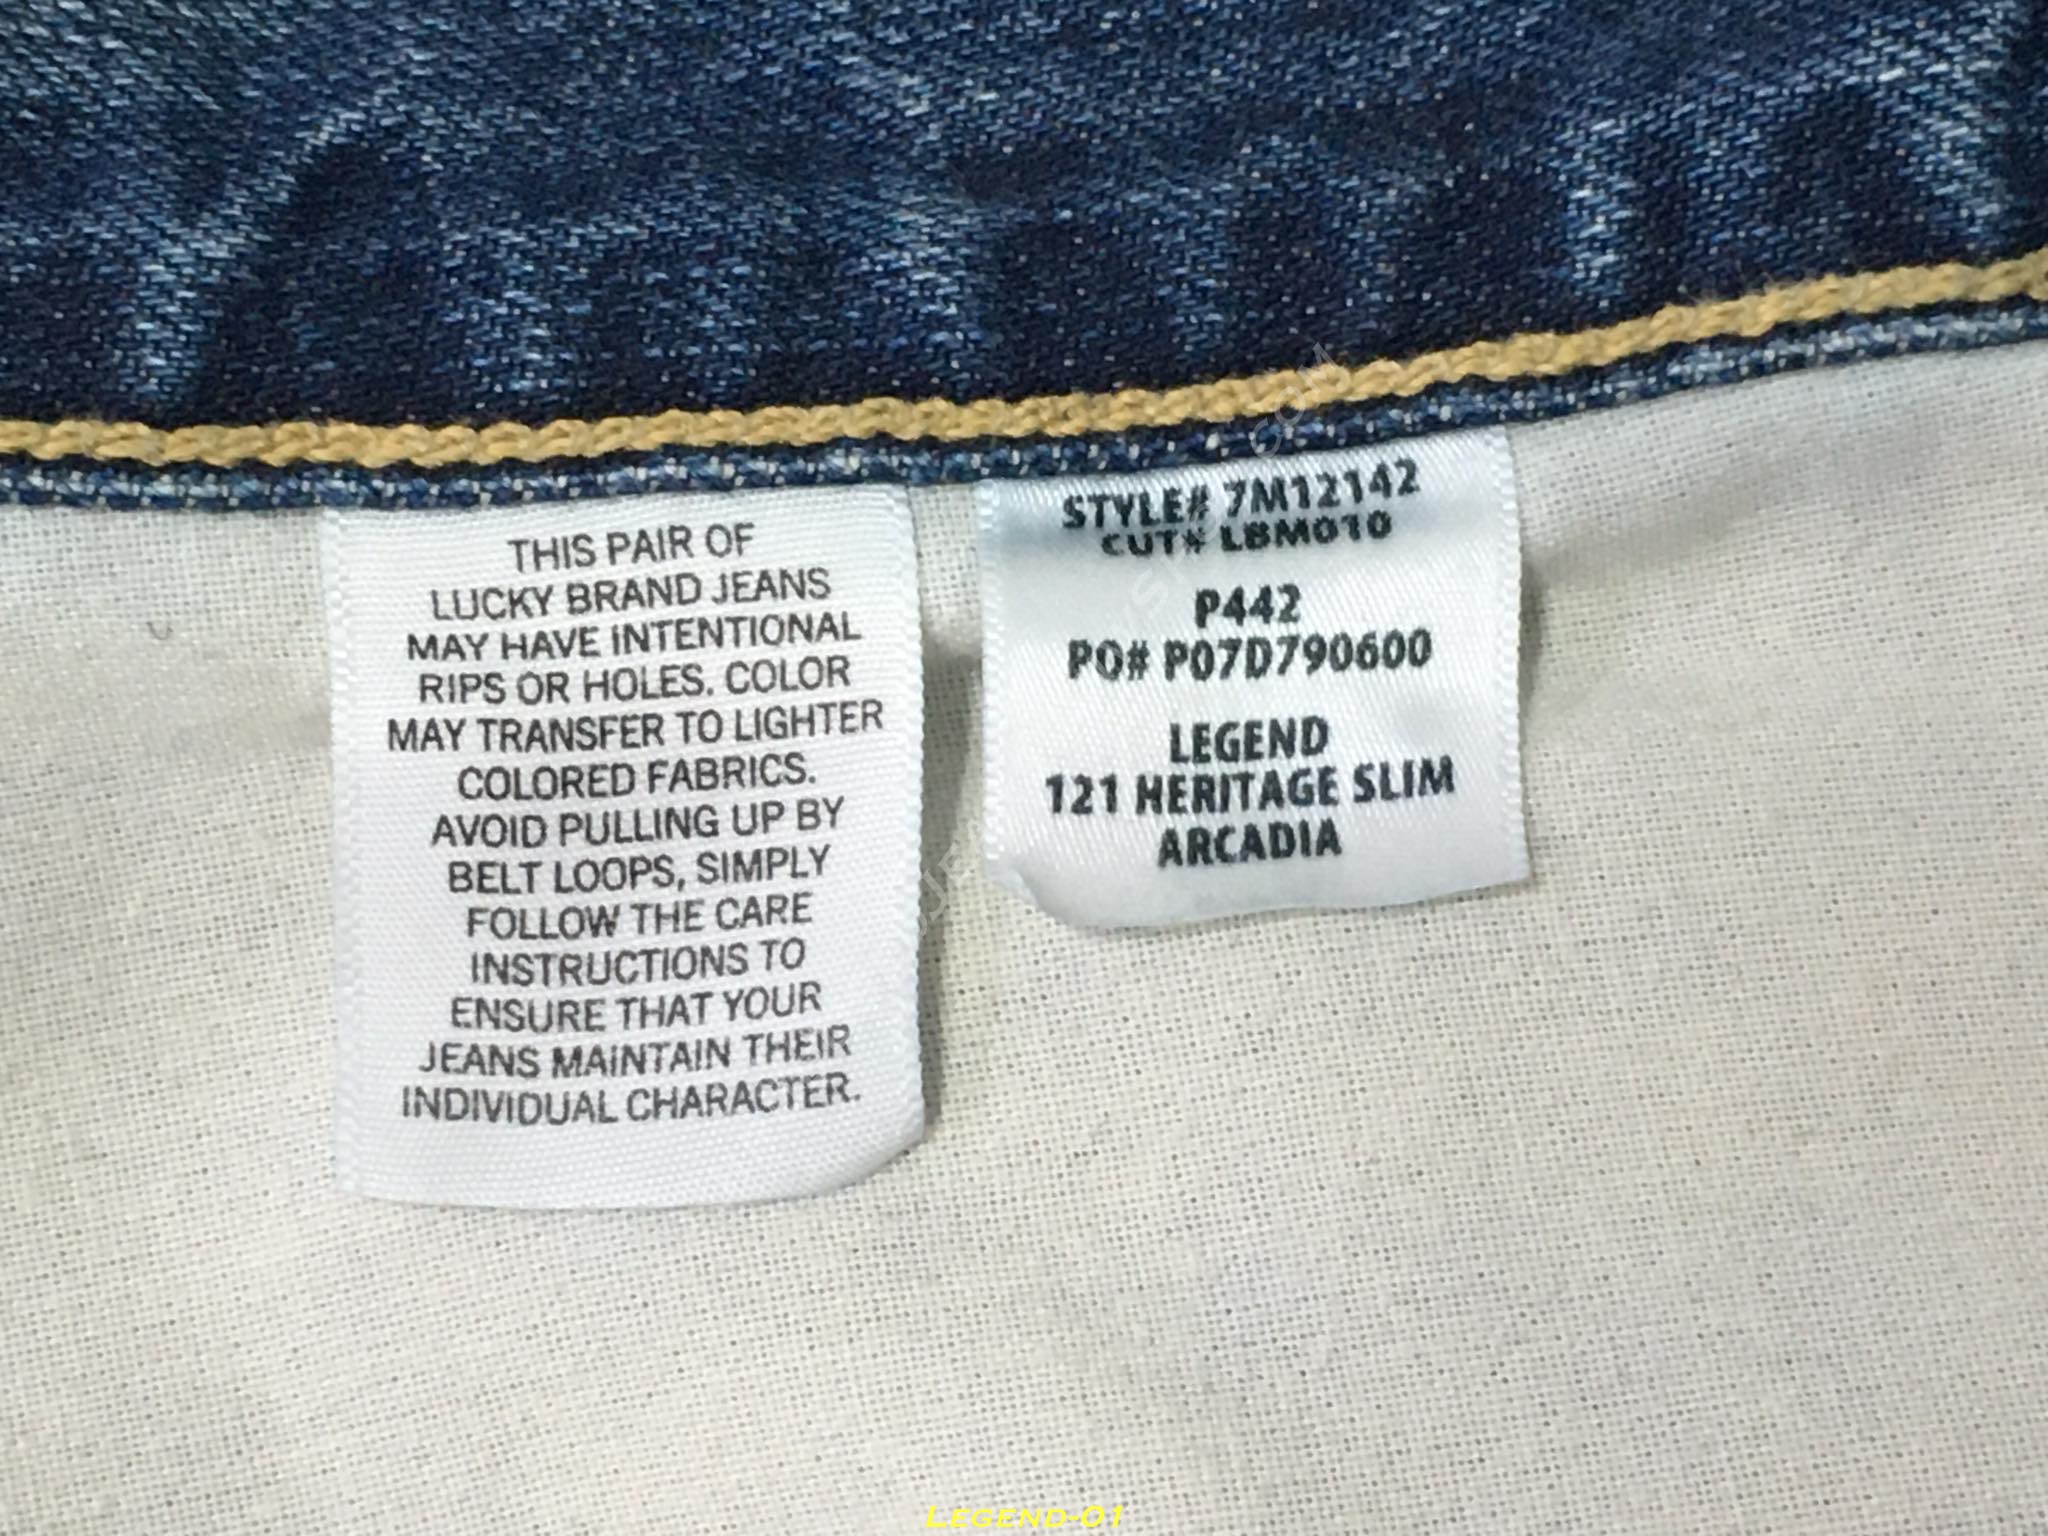 THIS PAIR OF
LUCKY BRAND JEANS
MAY HAVE INTENTIONAL
RIPS OR HOLES. COLOR
MAY TRANSFER TO LIGHTER
COLORED FABRICS.
AVOID PULLING UP BY
BELT LOOPS, SIMPLY
FOLLOW THE CARE
INSTRUCTIONS TO
ENSURE THAT YOUR
JEANS MAINTAIN THEIR
INDIVIDUAL CHARACTER.
STYLE# 7M12142
CUT# LBM010
P442
PO# P07D790600
LEGEND
121 HERITAGE SLIM
ARCADIA
LEGEND-01